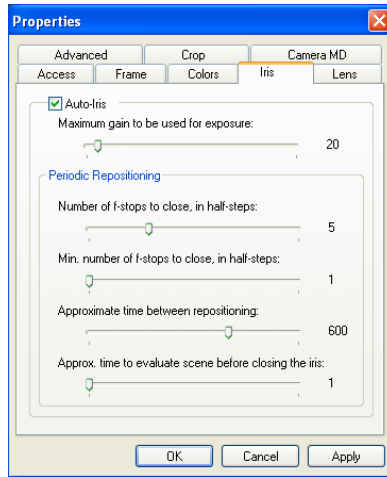 Properties
Advanced Crop Camera MD
Access Frame Colors Iris Lens
Auto-Iris
Maximum gain to be used for exposure:
20
Periodic Repositioning
Number of f-stops to close, in half-steps:
5
Min. number of f-stops to close, in half-steps:
1
Approximate time between repositioning:
600
Approx. time to evaluate scene before closing the iris:
1
OK Cancel Apply